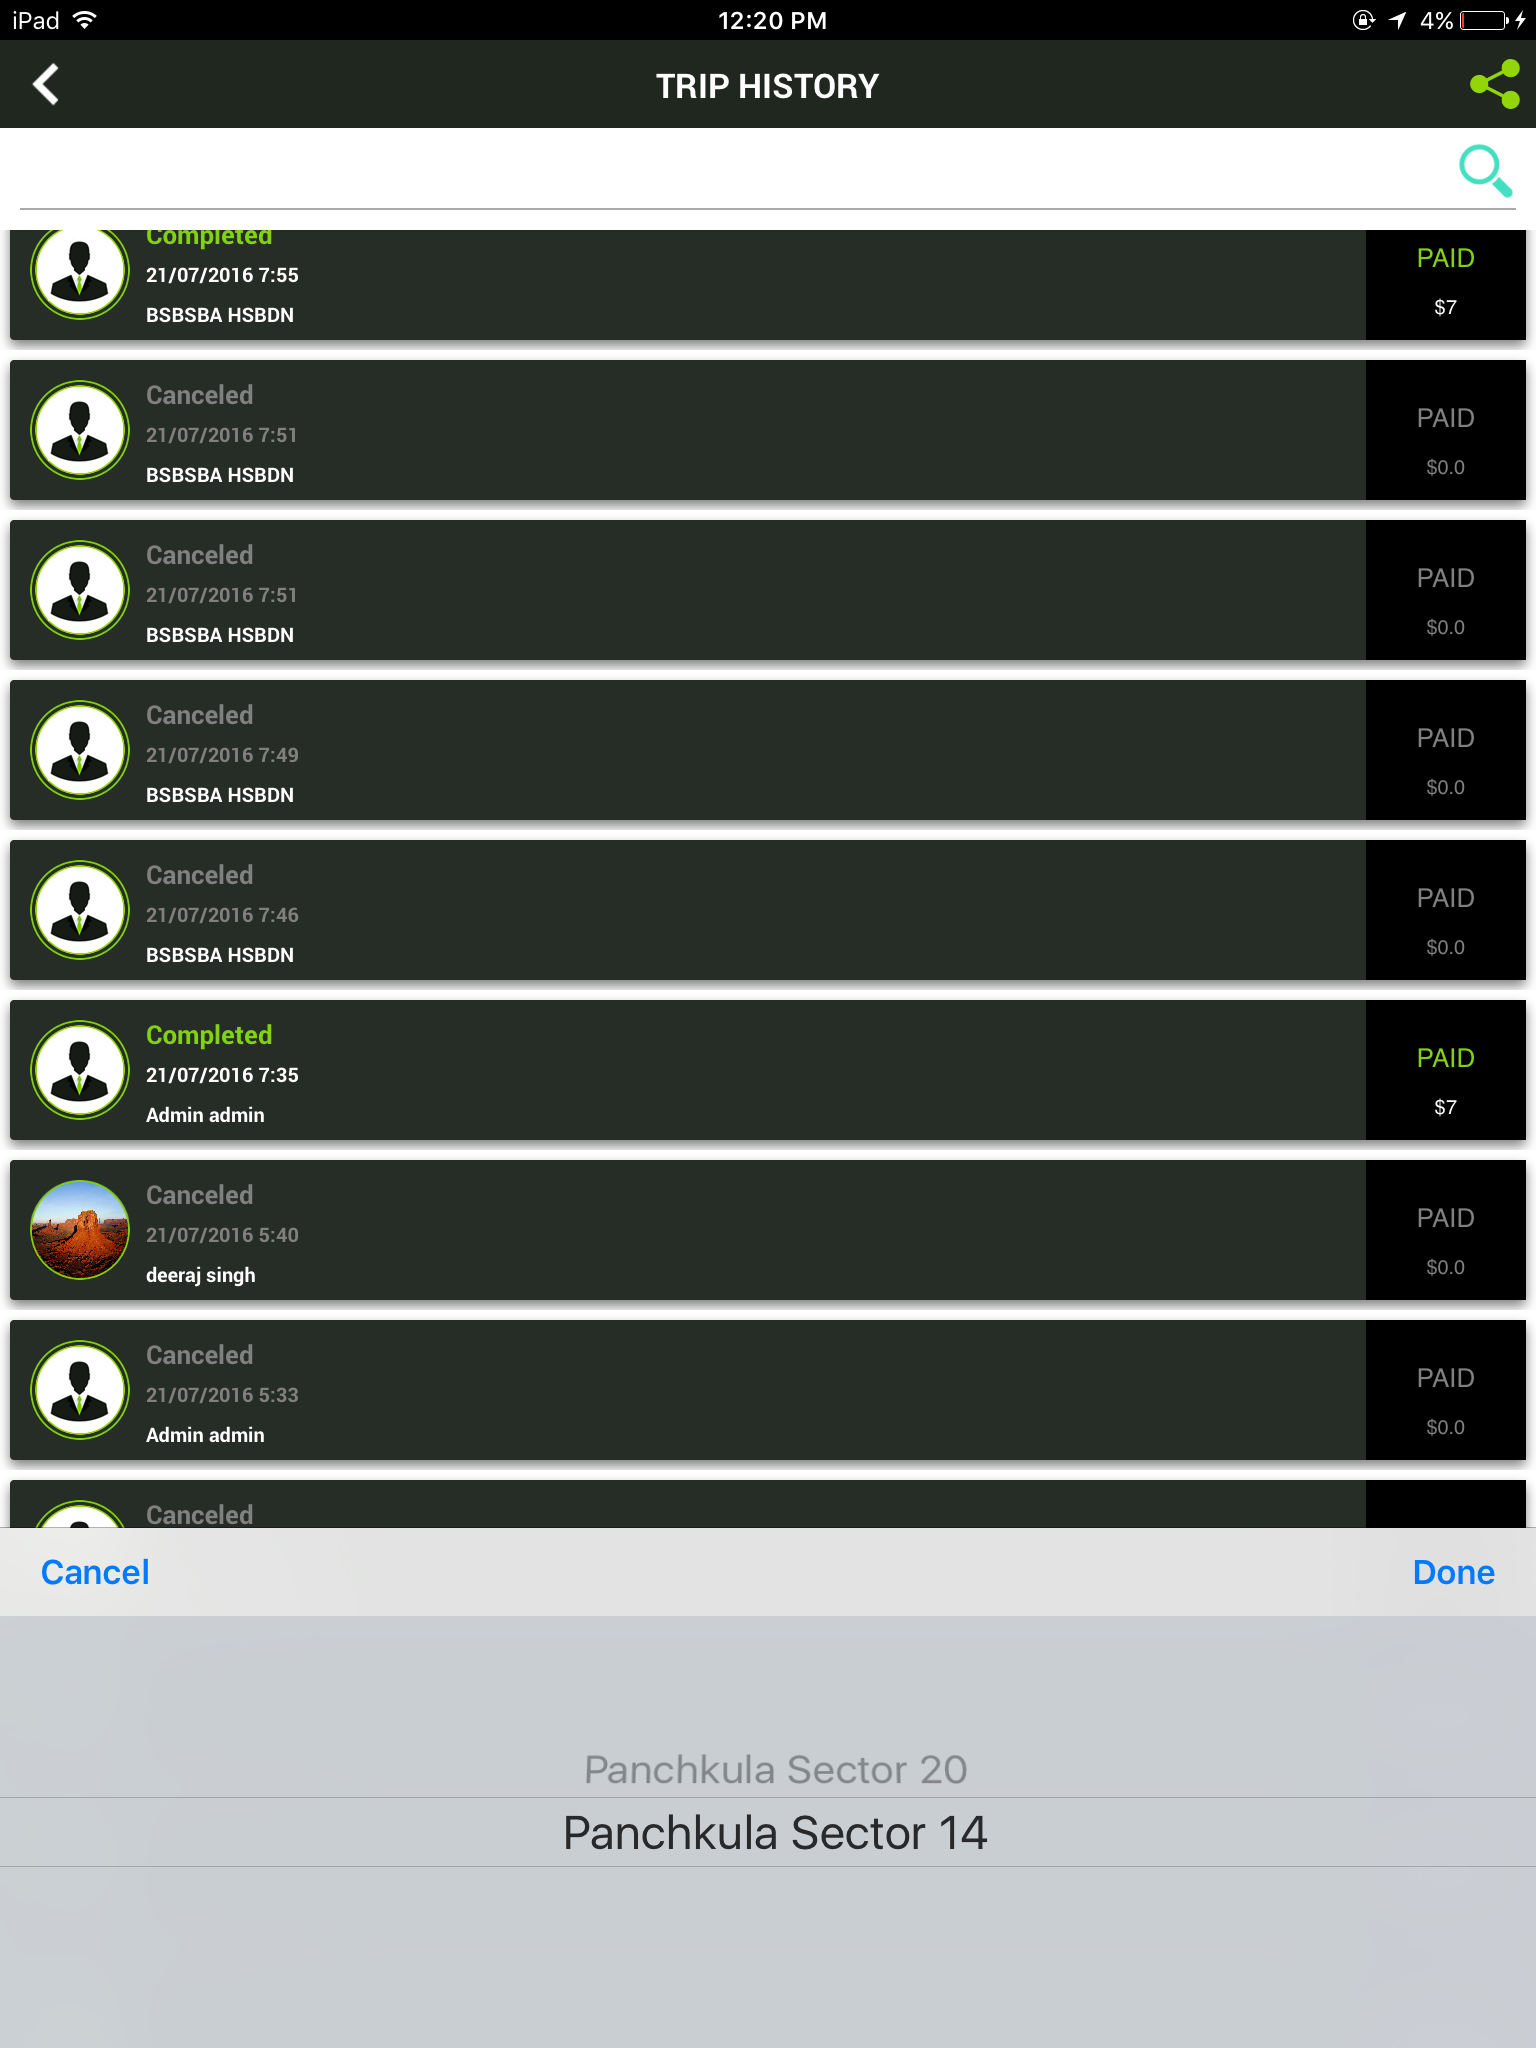 iPad
12:20 PM
4%
TRIP HISTORY
Completed
21/07/2016 7:55
BSBSBA HSBDN
PAID
$7
Canceled
21/07/2016 7:51
BSBSBA HSBDN
PAID
$0.0
Canceled
21/07/2016 7:51
BSBSBA HSBDN
PAID
$0.0
Canceled
21/07/2016 7:49
BSBSBA HSBDN
PAID
$0.0
Canceled
21/07/2016 7:46
BSBSBA HSBDN
PAID
$0.0
Completed
21/07/2016 7:35
Admin admin
PAID
$7
Canceled
21/07/2016 5:40
deeraj singh
PAID
$0.0
Canceled
21/07/2016 5:33
Admin admin
PAID
$0.0
Canceled
Cancel
Done
Panchkula Sector 20
Panchkula Sector 14